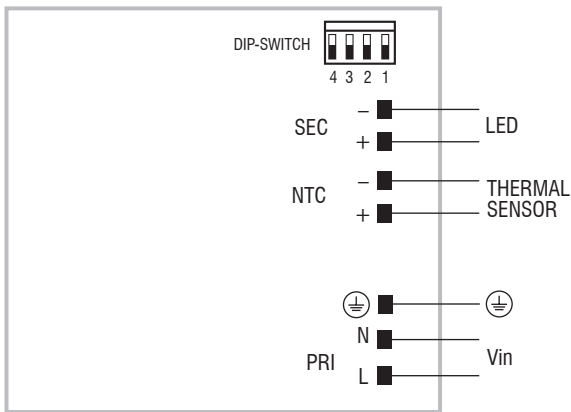 DIP-SWITCH
4 3 2 1
SEC
−
+
LED
NTC
−
+
THERMAL
SENSOR
N
PRI
L
Vin